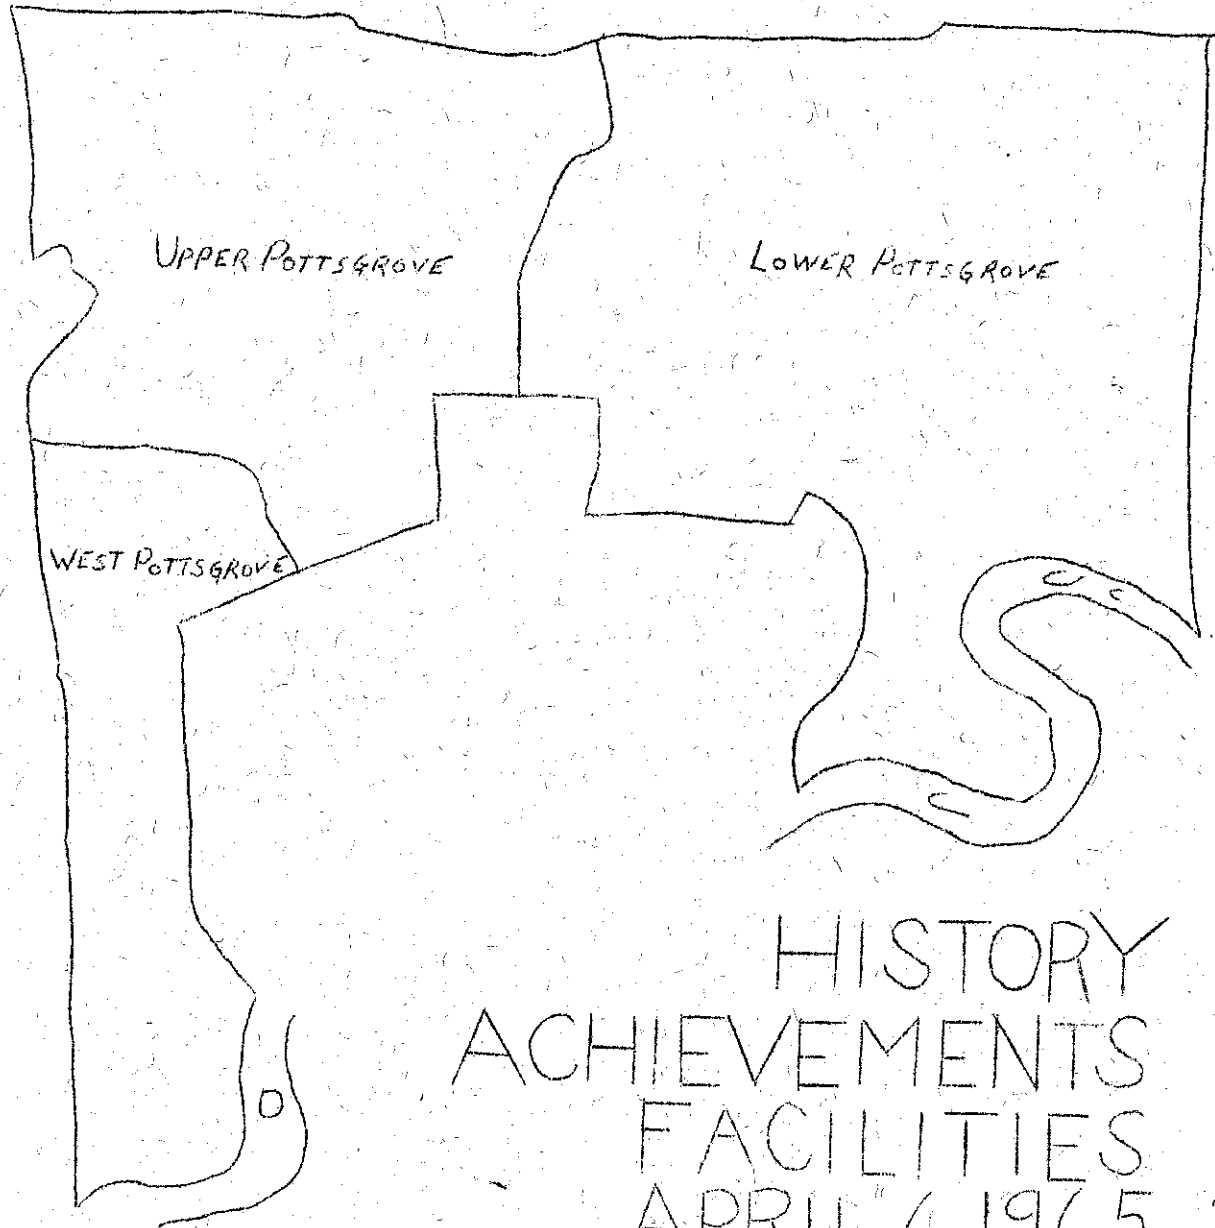 UPPER POTTSGROVE
LOWER POTTSGROVE
WEST POTTSGROVE
HISTORY
ACHIEVEMENTS
FACILITIES
APRIL